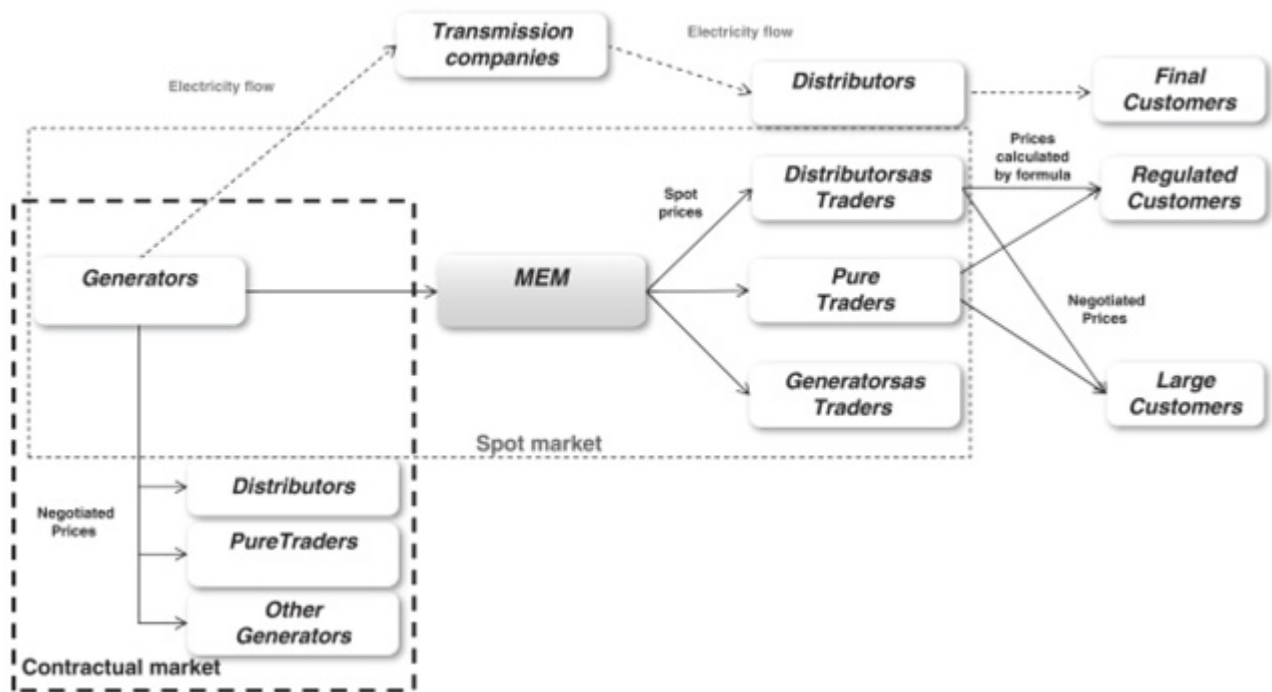 Transmission
companies
Electricity flow
Electricity flow
Distributors
Final
Customers
Prices
calculated
by formula
Distributorsas
Traders
Regulated
Customers
Spot
prices
Generators
MEM
Pure
Traders
Negotiated
Prices
Generatorsas
Traders
Large
Customers
Spot market
Distributors
Negotiated
Prices
PureTraders
Other
Generators
Contractual market